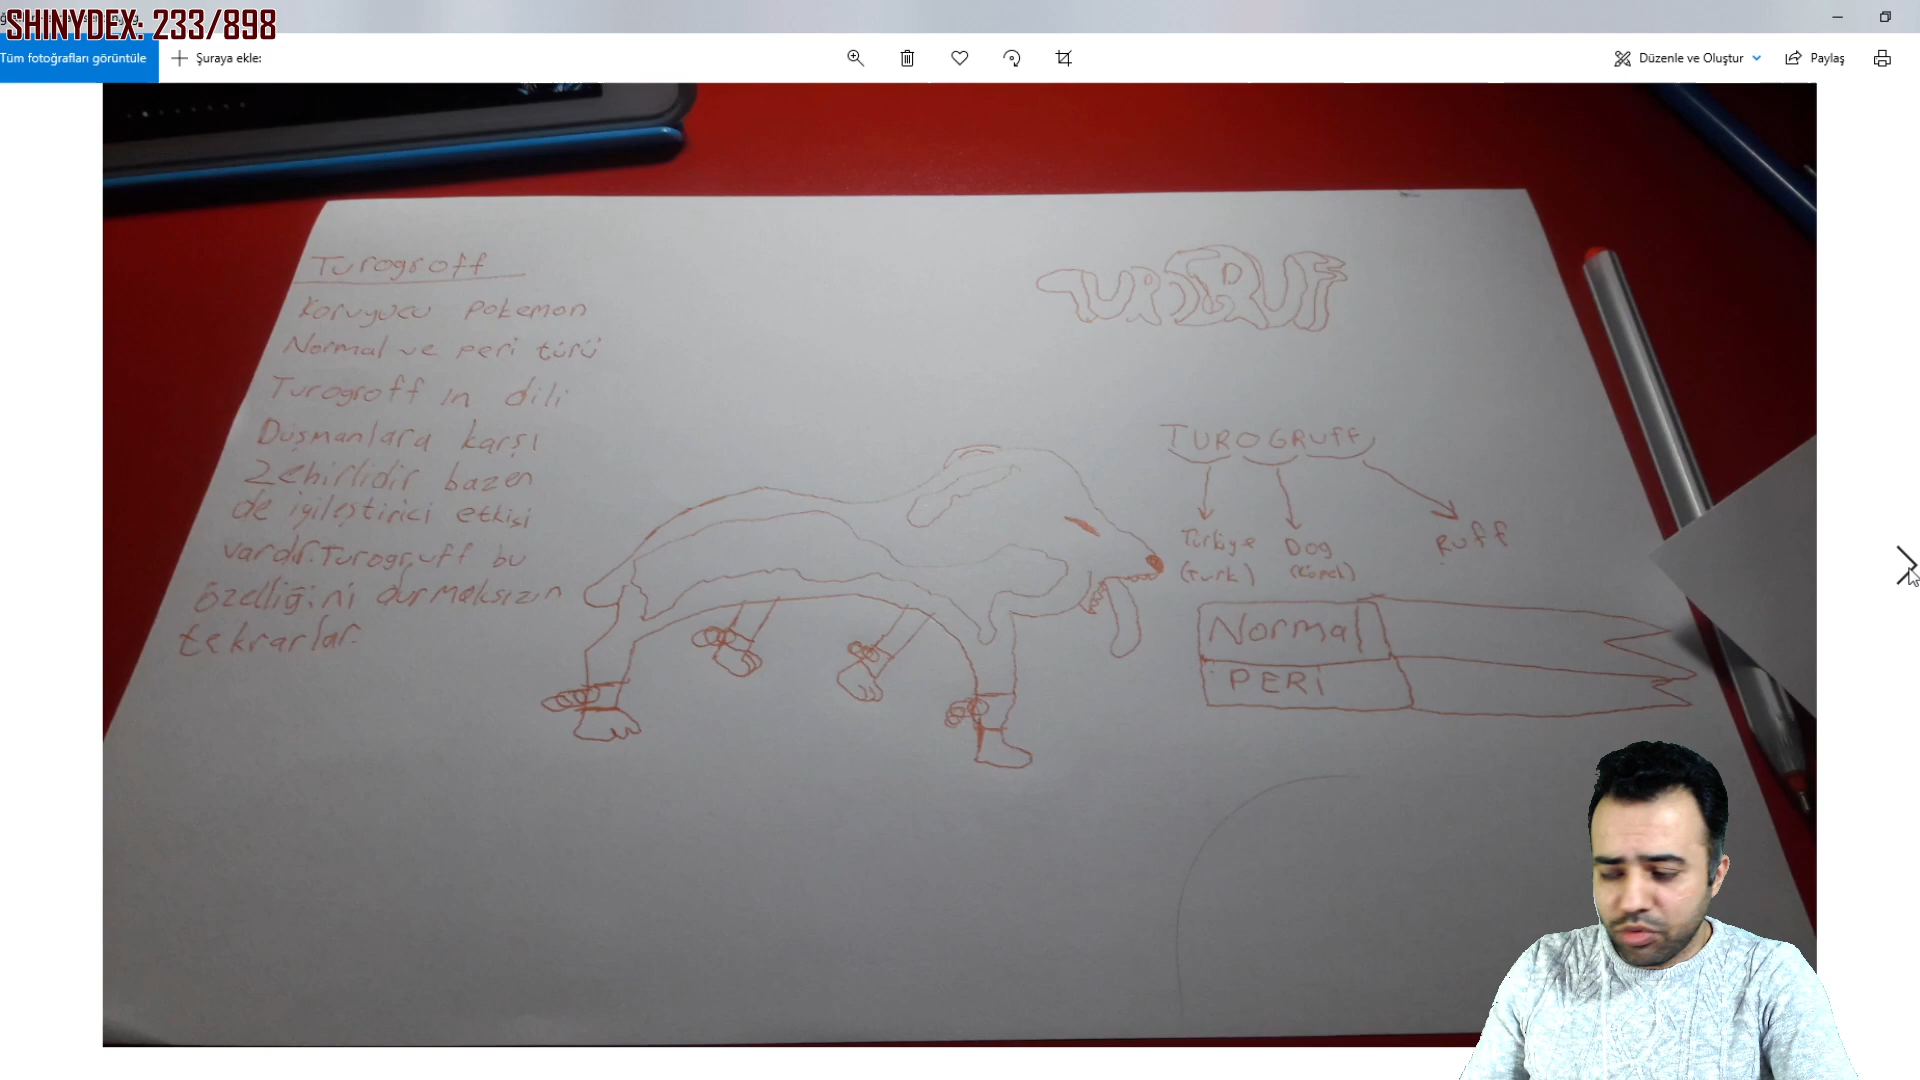 SHINYDEX: 233/898
Tüm fotoğrafları görüntüle
Şuraya ekle:
Düzenle ve Oluştur
Paylaş
Turogroff
Koruyucu pokemon
Normal ve peri türü
Turogroff ın dili
Düşmanlara karşı
Zehirlidir bazen
de iyileştirici etkisi
vardır. Turogruff bu
özelliğini durmaksızın
tekrarlar.
TUROGRUFF
TUROGRUFF
Türkiye
(Türk)
Dog
(Köpek)
Ruff
Normal
PERİ